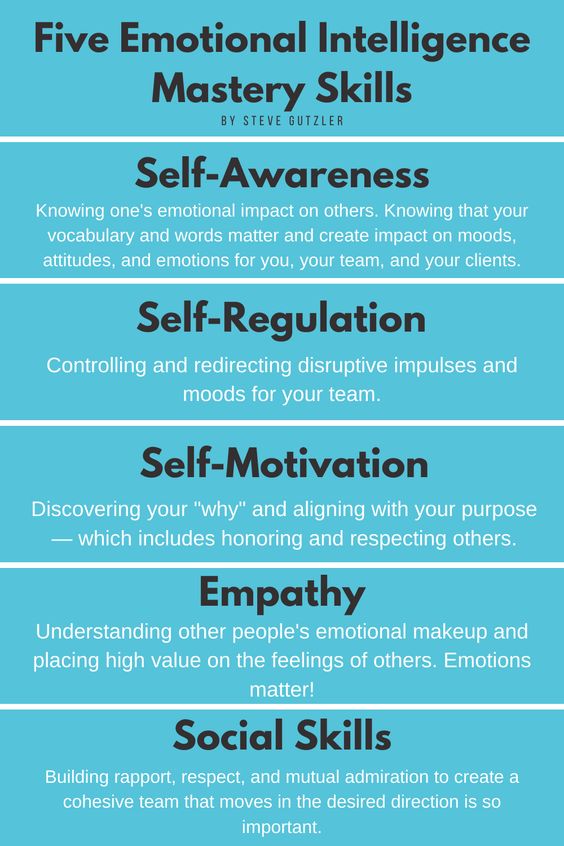 Five Emotional Intelligence
Mastery Skills
BY STEVE GUTZLER
Self-Awareness
Knowing one's emotional impact on others. Knowing that your
vocabulary and words matter and create impact on moods,
attitudes, and emotions for you, your team, and your clients.
Self-Regulation
Controlling and redirecting disruptive impulses and
moods for your team.
Self-Motivation
Discovering your "why" and aligning with your purpose
— which includes honoring and respecting others.
Empathy
Understanding other people's emotional makeup and
placing high value on the feelings of others. Emotions
matter!
Social Skills
Building rapport, respect, and mutual admiration to create a
cohesive team that moves in the desired direction is so
important.